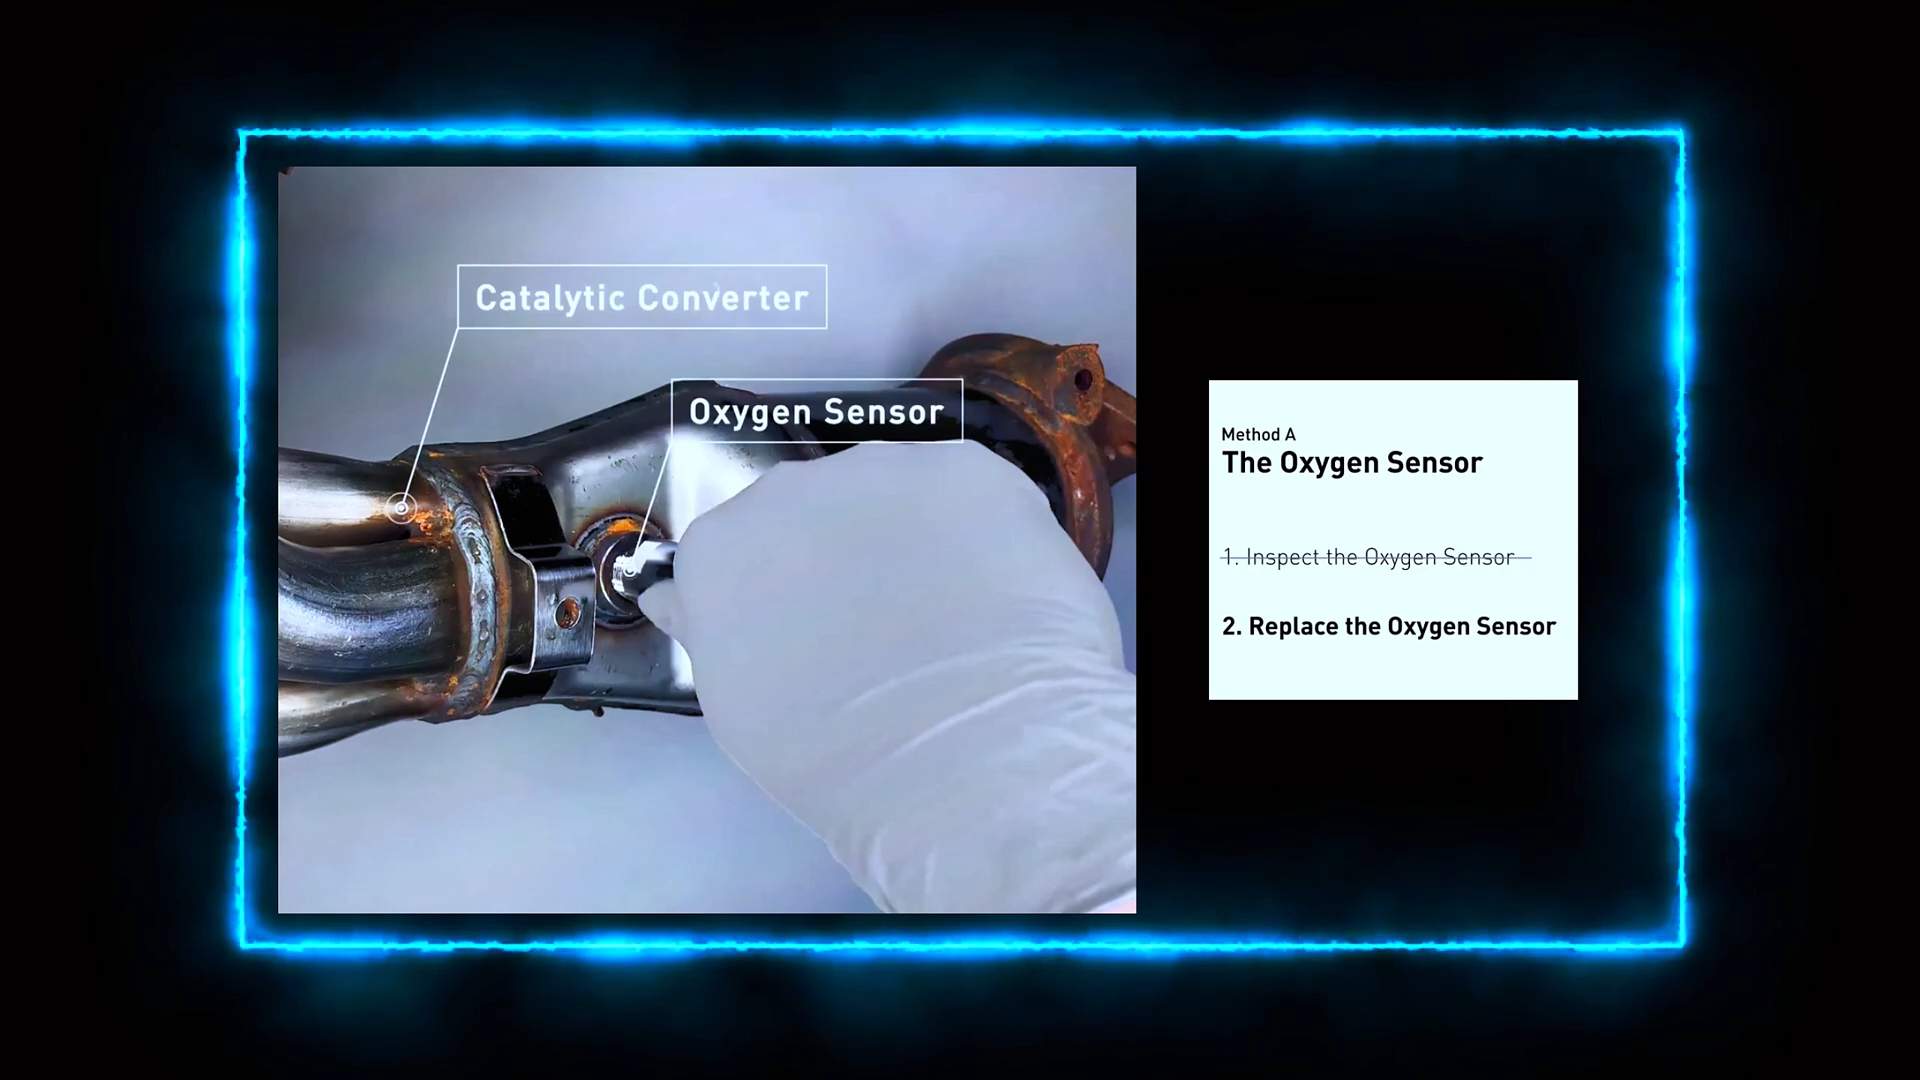 Catalytic Converter
Oxygen Sensor
Method A
The Oxygen Sensor
1. Inspect the Oxygen Sensor
2. Replace the Oxygen Sensor